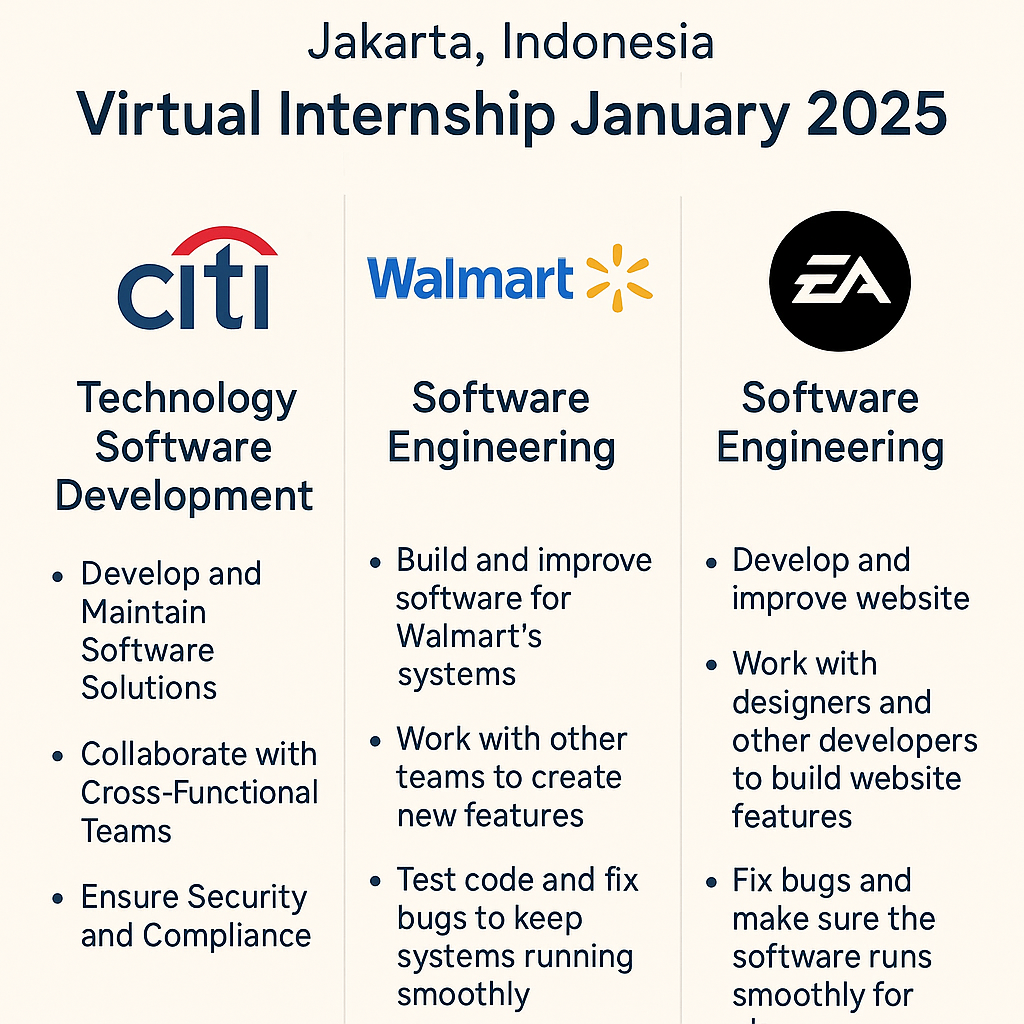 Jakarta, Indonesia
Virtual Internship January 2025
citi
Technology
Software
Development
• Develop and
Maintain
Software
Solutions
• Collaborate with
Cross-Functional
Teams
• Ensure Security
and Compliance
Walmart
Software
Engineering
• Build and improve
software for
Walmart’s
systems
• Work with other
teams to create
new features
• Test code and fix
bugs to keep
systems running
smoothly
EA
Software
Engineering
• Develop and
improve website
• Work with
designers and
other developers
to build website
features
• Fix bugs and
make sure the
software runs
smoothly for